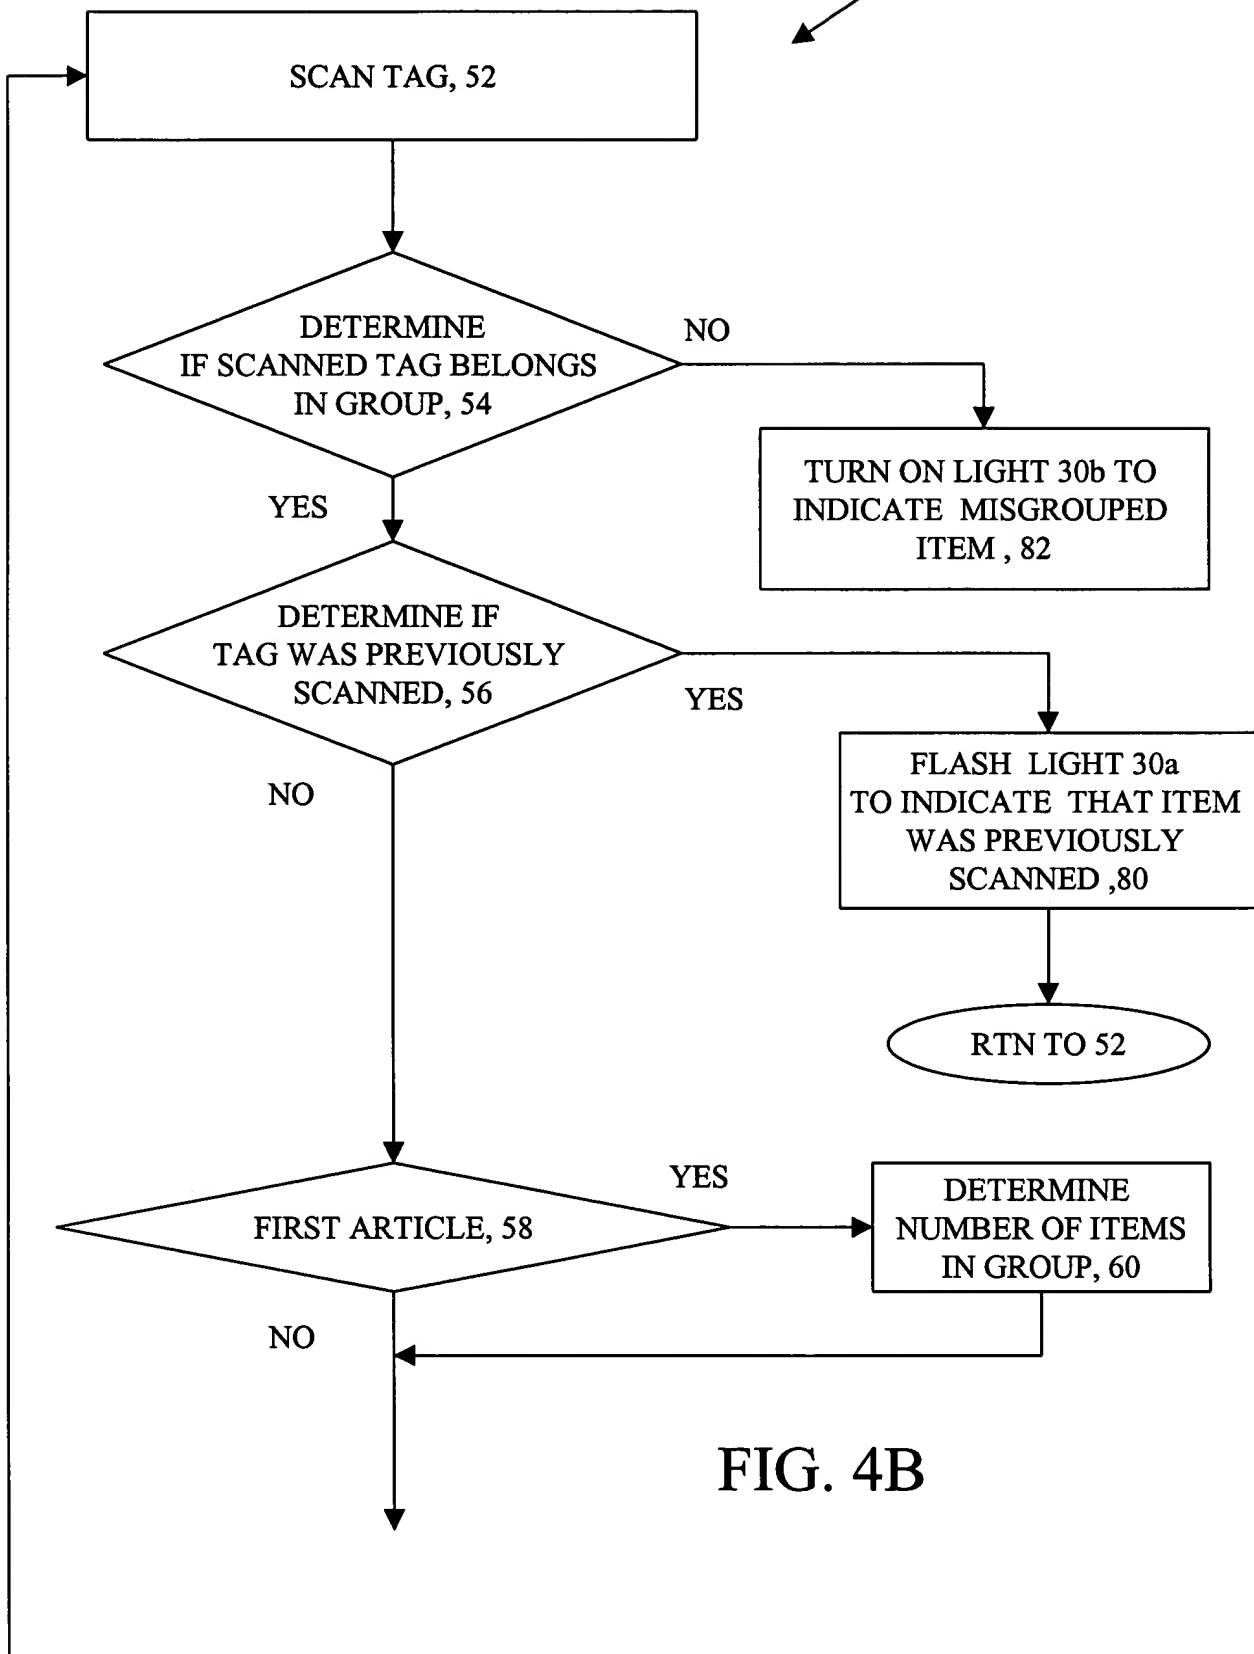 SCAN TAG, 52
DETERMINE
IF SCANNED TAG BELONGS
IN GROUP, 54
NO
TURN ON LIGHT 30b TO
INDICATE MISGROUPED
ITEM , 82
YES
DETERMINE IF
TAG WAS PREVIOUSLY
SCANNED, 56
YES
FLASH LIGHT 30a
TO INDICATE THAT ITEM
WAS PREVIOUSLY
SCANNED ,80
NO
RTN TO 52
FIRST ARTICLE, 58
YES
DETERMINE
NUMBER OF ITEMS
IN GROUP, 60
NO
FIG. 4B